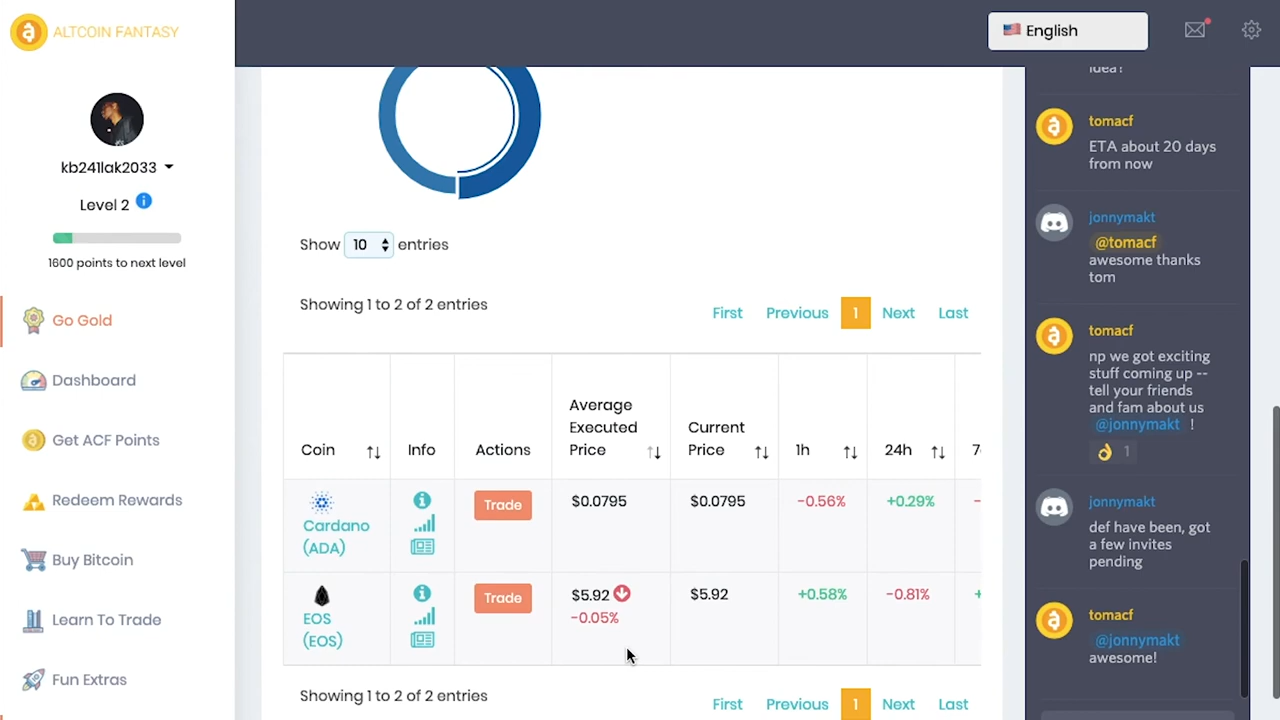 ALTCOIN FANTASY
kb241lak2033
Level 2
1600 points to next level
Go Gold
Dashboard
Get ACF Points
Redeem Rewards
Buy Bitcoin
Learn To Trade
Fun Extras
English
Show 10 entries
Showing 1 to 2 of 2 entries
First Previous 1 Next Last
Coin Info Actions Average Executed Price Current Price 1h 24h
Cardano (ADA) Trade $0.0795 $0.0795 -0.56% +0.29%
EOS (EOS) Trade $5.92 -0.05% $5.92 +0.58% -0.81%
Showing 1 to 2 of 2 entries
First Previous 1 Next Last
idea?
tomacf
ETA about 20 days
from now
jonnymakt
@tomacf
awesome thanks
tom
tomacf
np we got exciting
stuff coming up --
tell your friends
and fam about us
@jonnymakt !
1
jonnymakt
def have been, got
a few invites
pending
tomacf
@jonnymakt
awesome!